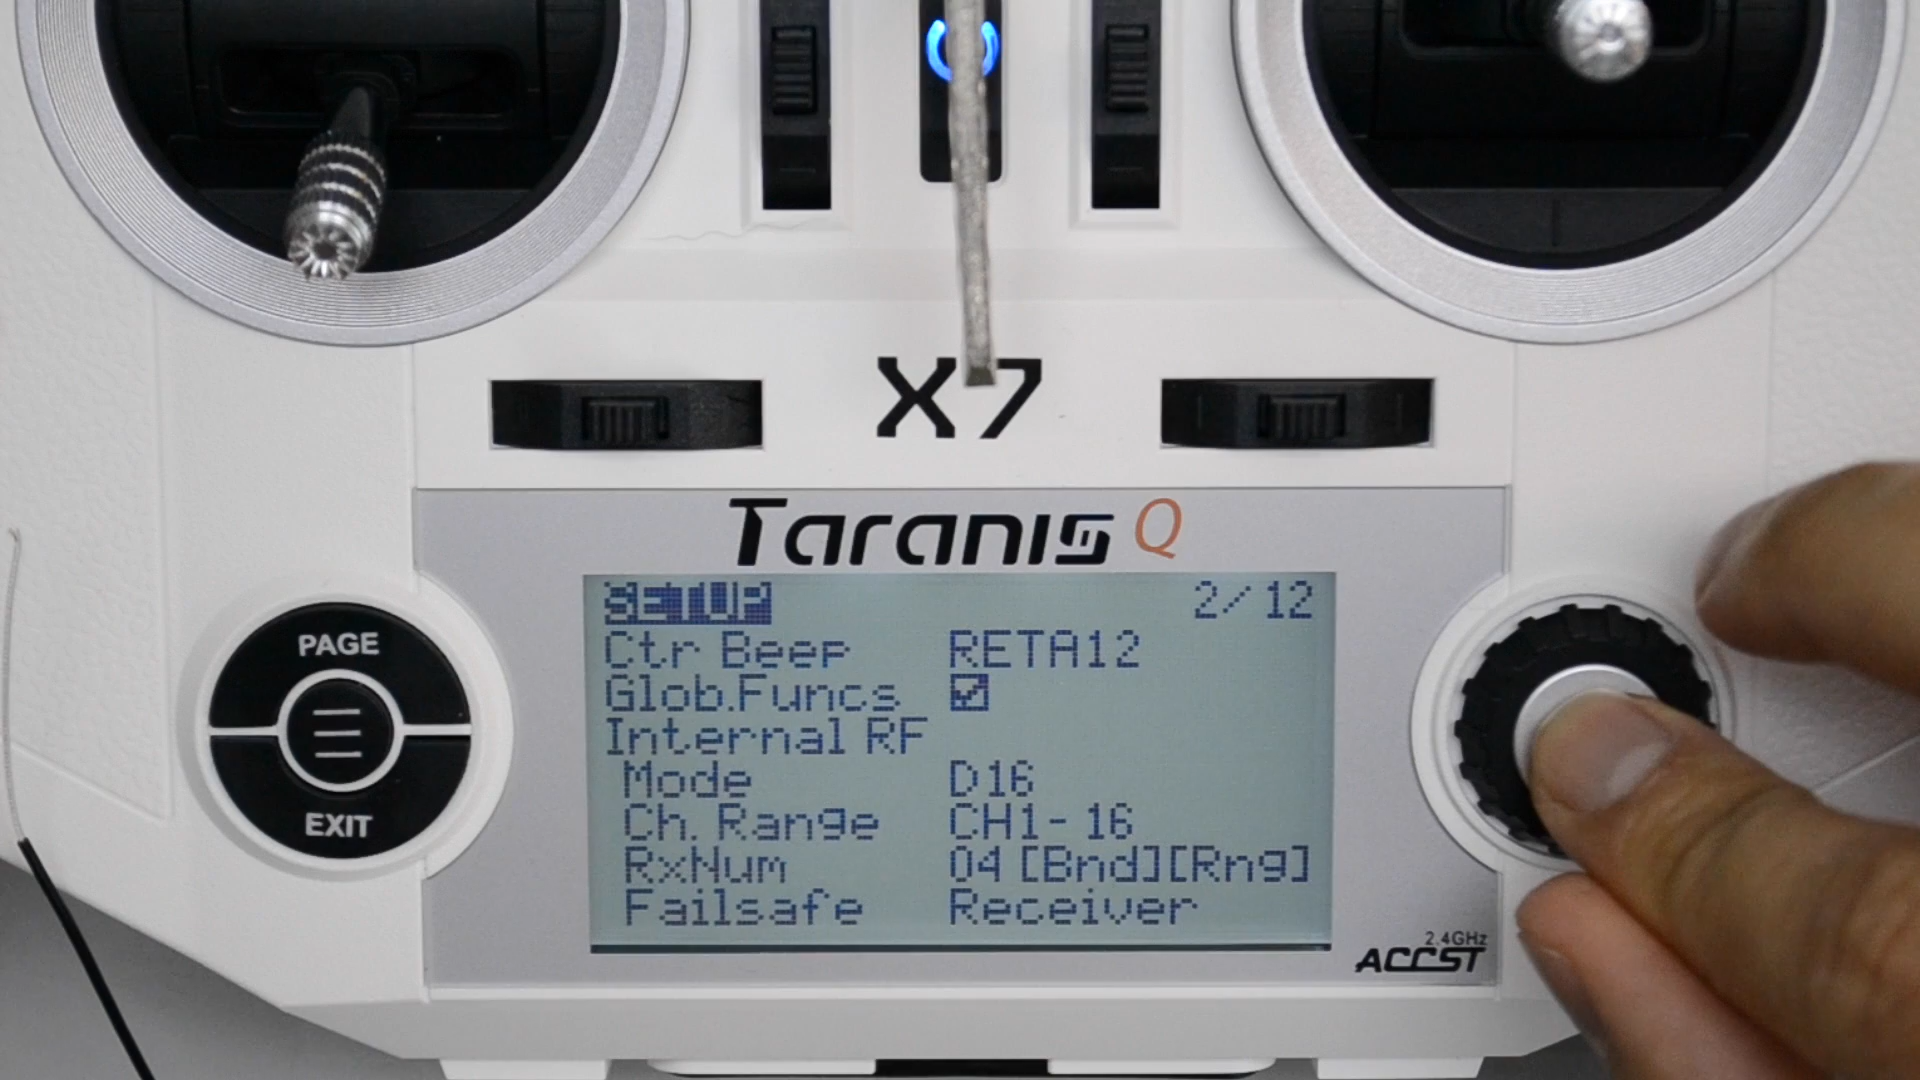 X7
Taranis Q
PAGE
EXIT
SETUP 2/12
Ctr Beep RETA12
Glob.Funcs
Internal RF
Mode D16
Ch. Range CH1-16
RxNum 04 [Bnd][Rng]
Failsafe Receiver
2.4GHz
ACCST